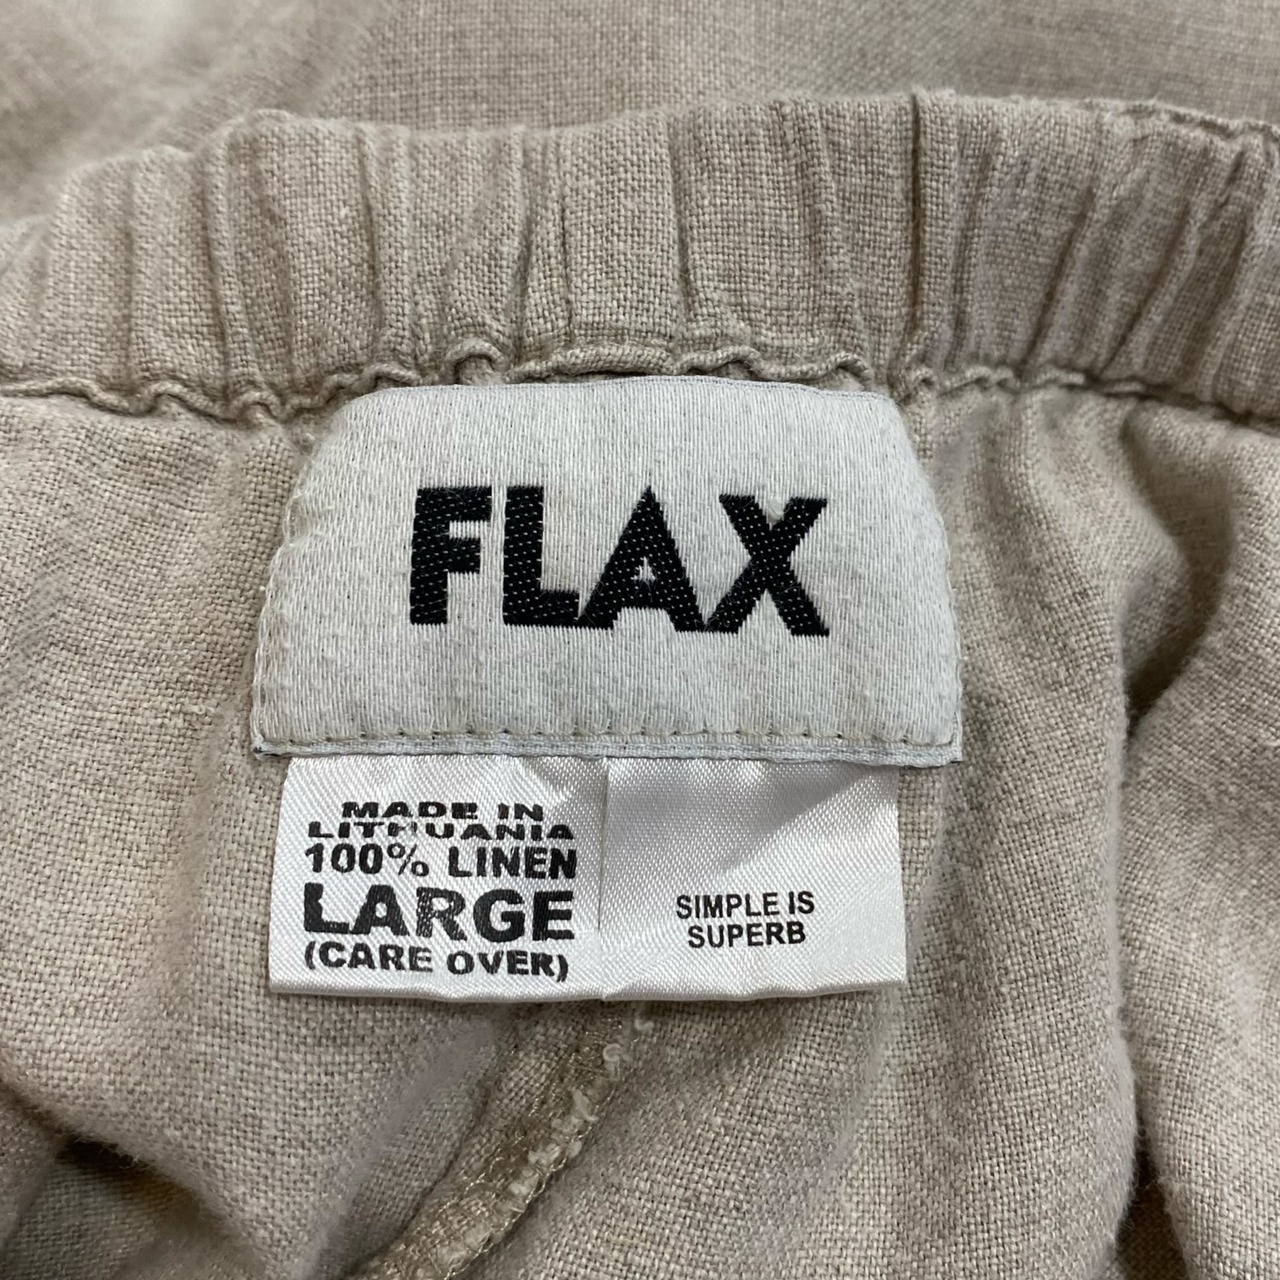 FLAX
MADE IN
LITHUANIA
100% LINEN
LARGE
(CARE OVER)
SIMPLE IS
SUPERB